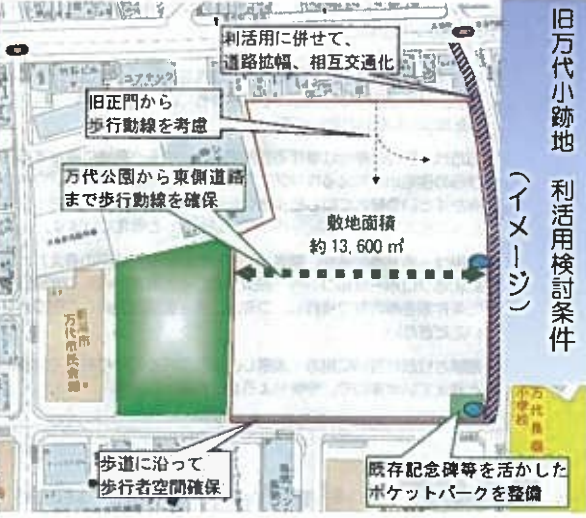 旧万代小跡地 利活用検討条件
(イメージ)
利活用に併せて、
道路拡幅、相互交通化
旧正門から
歩行動線を考慮
万代公園から東側道路
まで歩行動線を確保
敷地面積
約13,600㎡
新潟市
万代市民会館
万代長嶺
小学校
歩道に沿って
歩行者空間確保
既存記念碑等を活かした
ポケットパークを整備